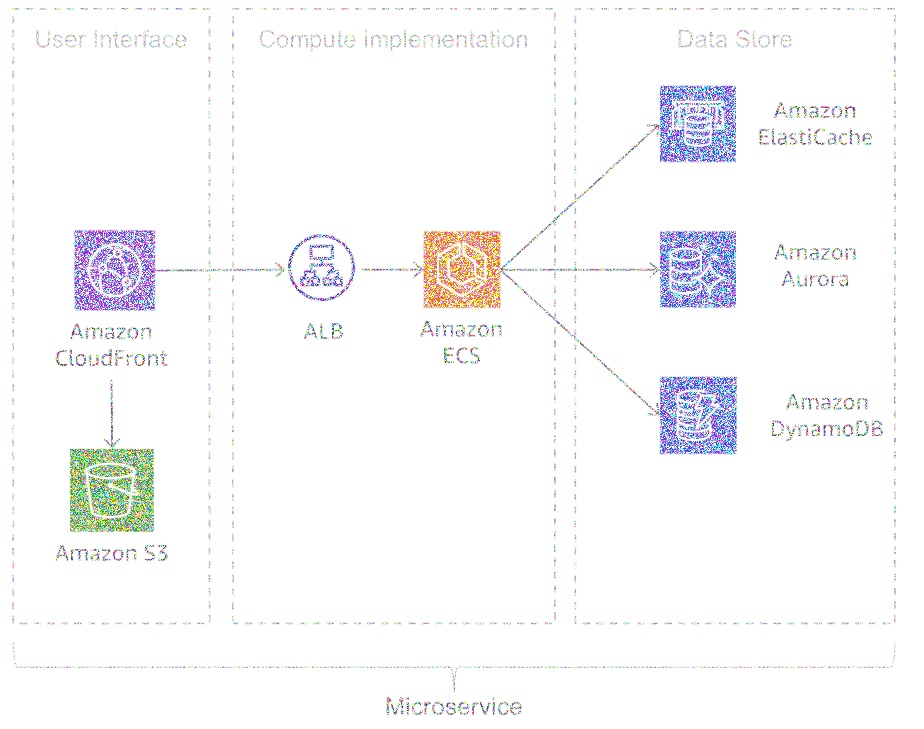 User Interface
Compute implementation
Data Store
Amazon
ElastiCache
Amazon
Aurora
Amazon
CloudFront
ALB
Amazon
ECS
Amazon
DynamoDB
Amazon S3
Microservice